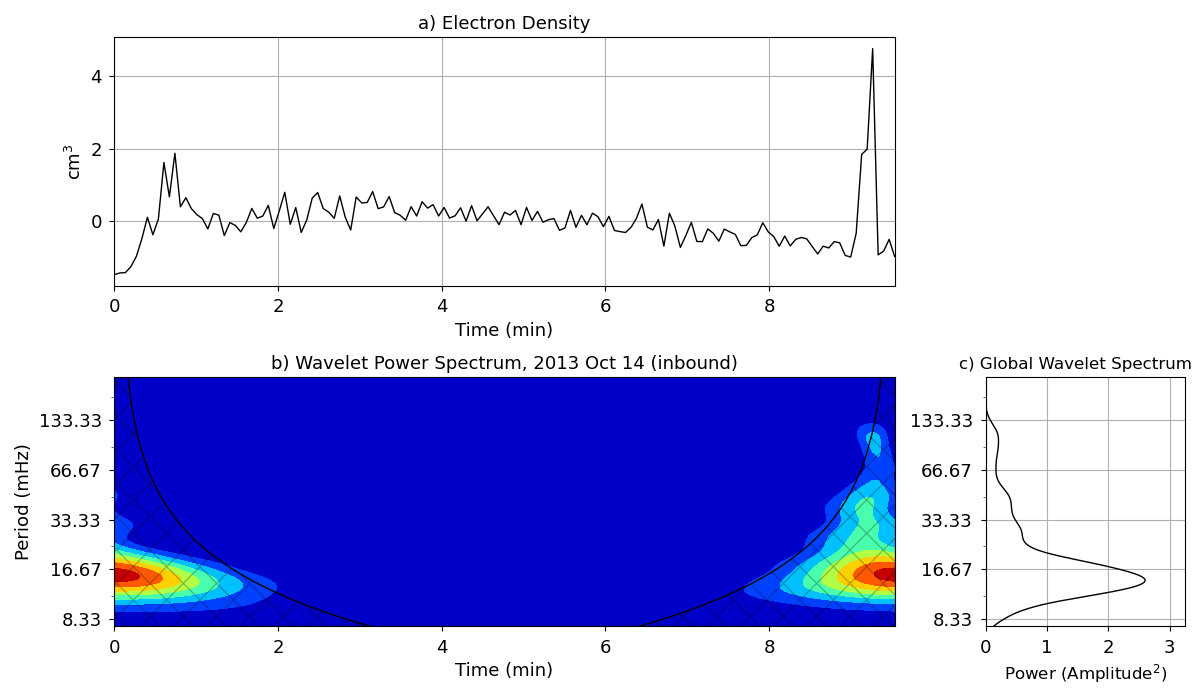 a) Electron Density
cm³
4
2
0
0 2 4 6 8
Time (min)
b) Wavelet Power Spectrum, 2013 Oct 14 (inbound)
Period (mHz)
133.33
66.67
33.33
16.67
8.33
0 2 4 6 8
Time (min)
c) Global Wavelet Spectrum
133.33
66.67
33.33
16.67
8.33
0 1 2 3
Power (Amplitude²)